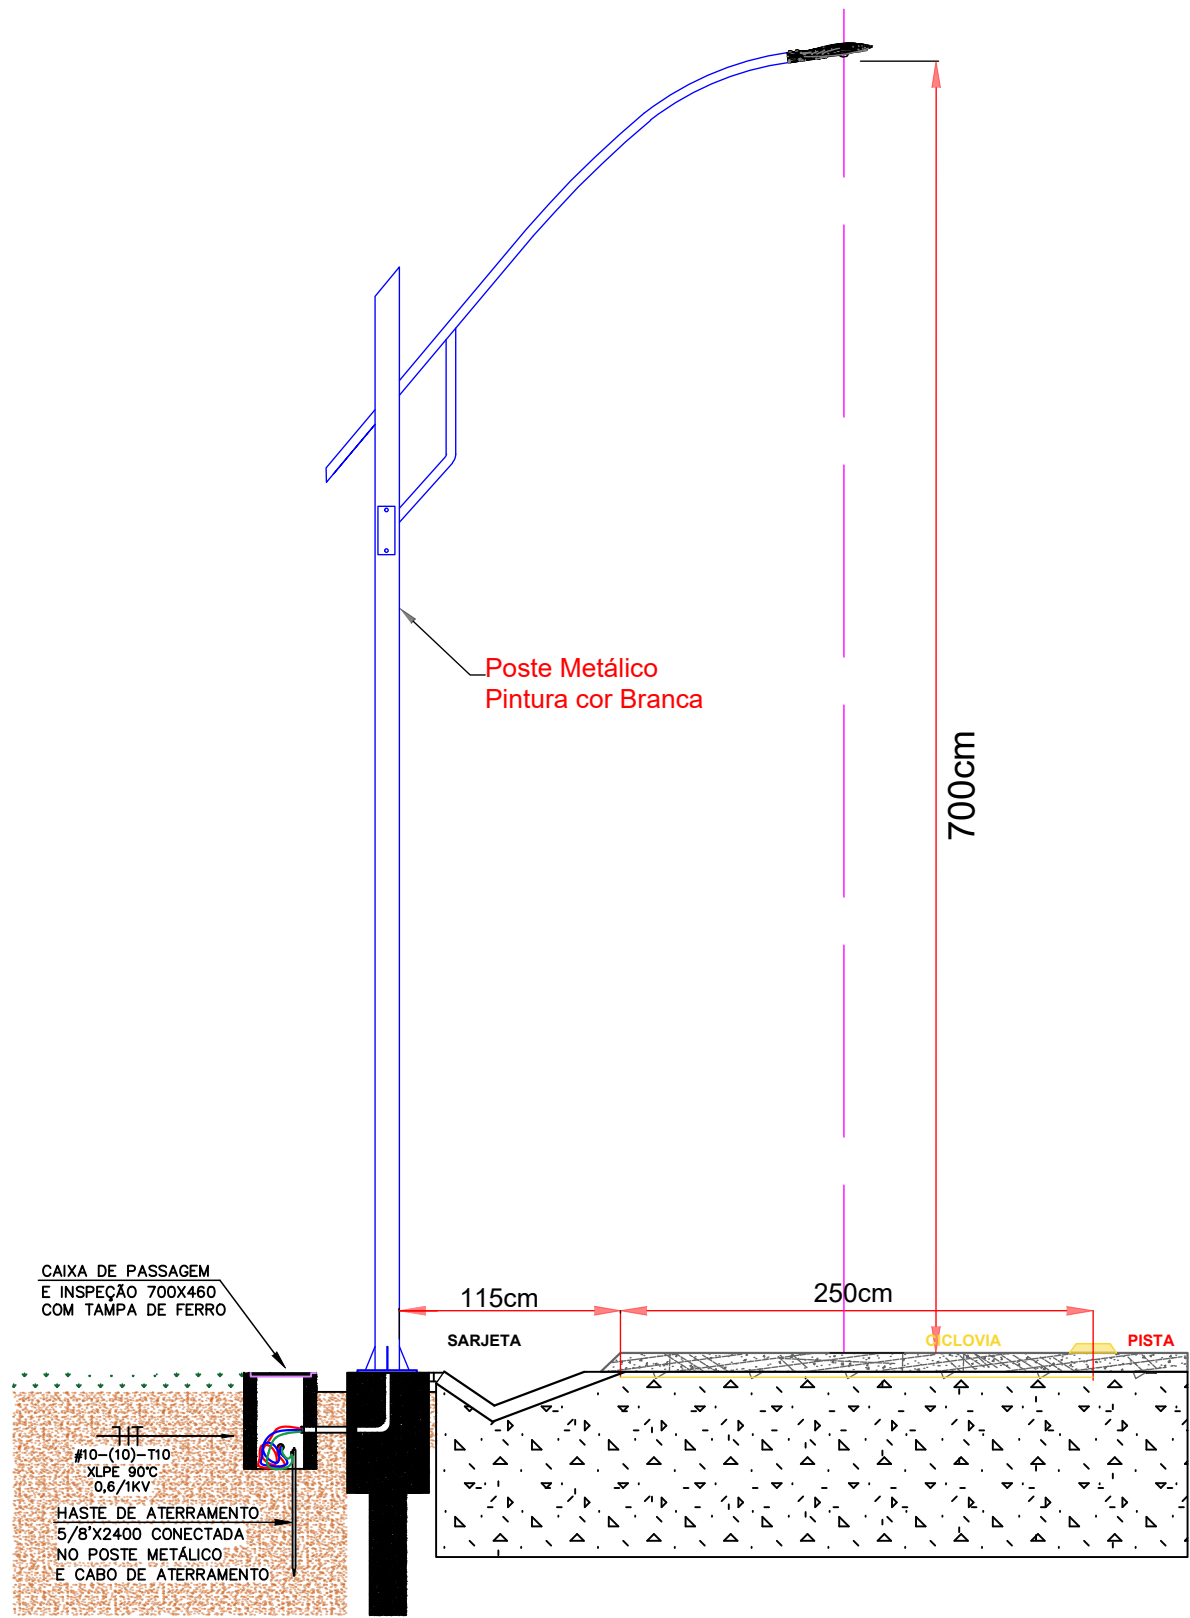 Poste Metálico
Pintura cor Branca
700cm
CAIXA DE PASSAGEM
E INSPEÇÃO 700X460
COM TAMPA DE FERRO
115cm
250cm
SARJETA
CICLOVIA
PISTA
#10-(10)-T10
XLPE 90°C
0,6/1KV
HASTE DE ATERRAMENTO
5/8'X2400 CONECTADA
NO POSTE METÁLICO
E CABO DE ATERRAMENTO